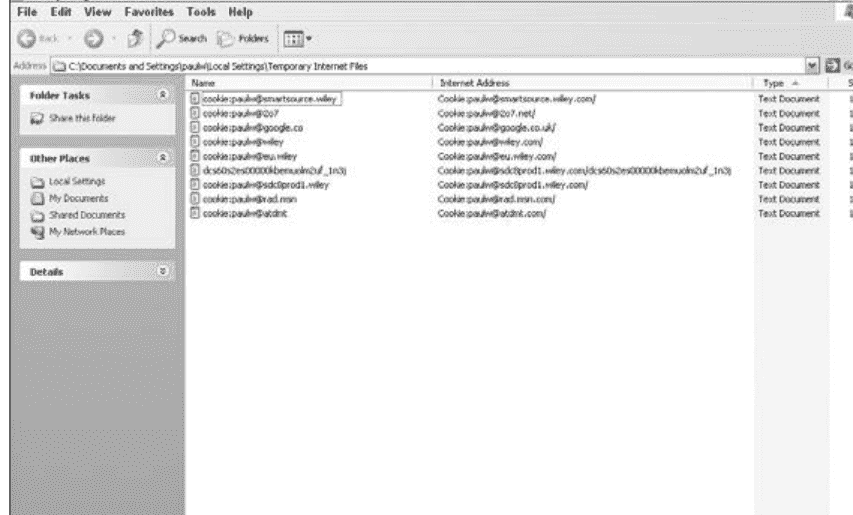 File Edit View Favorites Tools Help
Back Search Folders
Address C:\Documents and Settings\paulw\Local Settings\Temporary Internet Files
Name Internet Address Type
Folder Tasks
Share this folder
Other Places
Local Settings
My Documents
Shared Documents
My Network Places
Details
cookie:paulw@smartsource.wiley Cookie:paulw@smartsource.wiley.com/ Text Document
cookie:paulw@2o7 Cookie:paulw@2o7.net/ Text Document
cookie:paulw@google.co Cookie:paulw@google.co.uk/ Text Document
cookie:paulw@wiley Cookie:paulw@wiley.com/ Text Document
cookie:paulw@eu.wiley Cookie:paulw@eu.wiley.com/ Text Document
Text Document
cookie:paulw@sdc8prod1.wiley Cookie:paulw@sdc8prod1.wiley.com/ Text Document
cookie:paulw@rad.msn Cookie:paulw@rad.msn.com/ Text Document
cookie:paulw@atdmt Cookie:paulw@atdmt.com/ Text Document